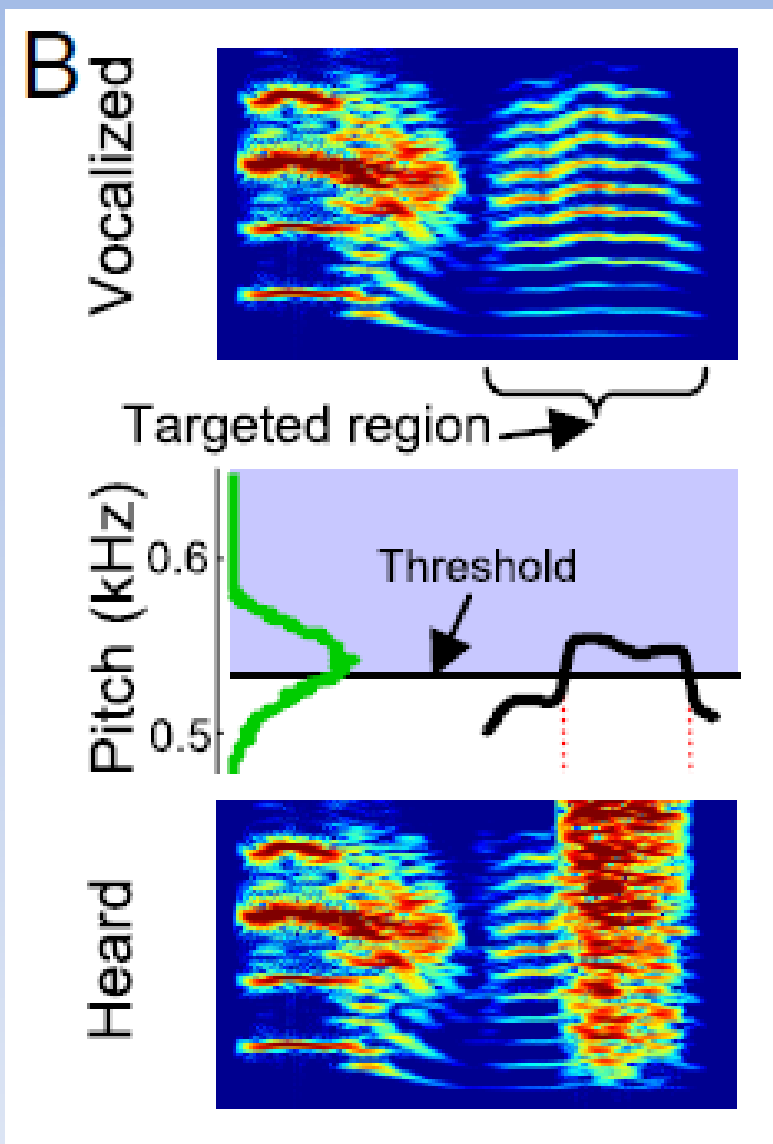 B
Vocalized
Targeted region
Pitch (kHz)
0.6
Threshold
0.5
Heard